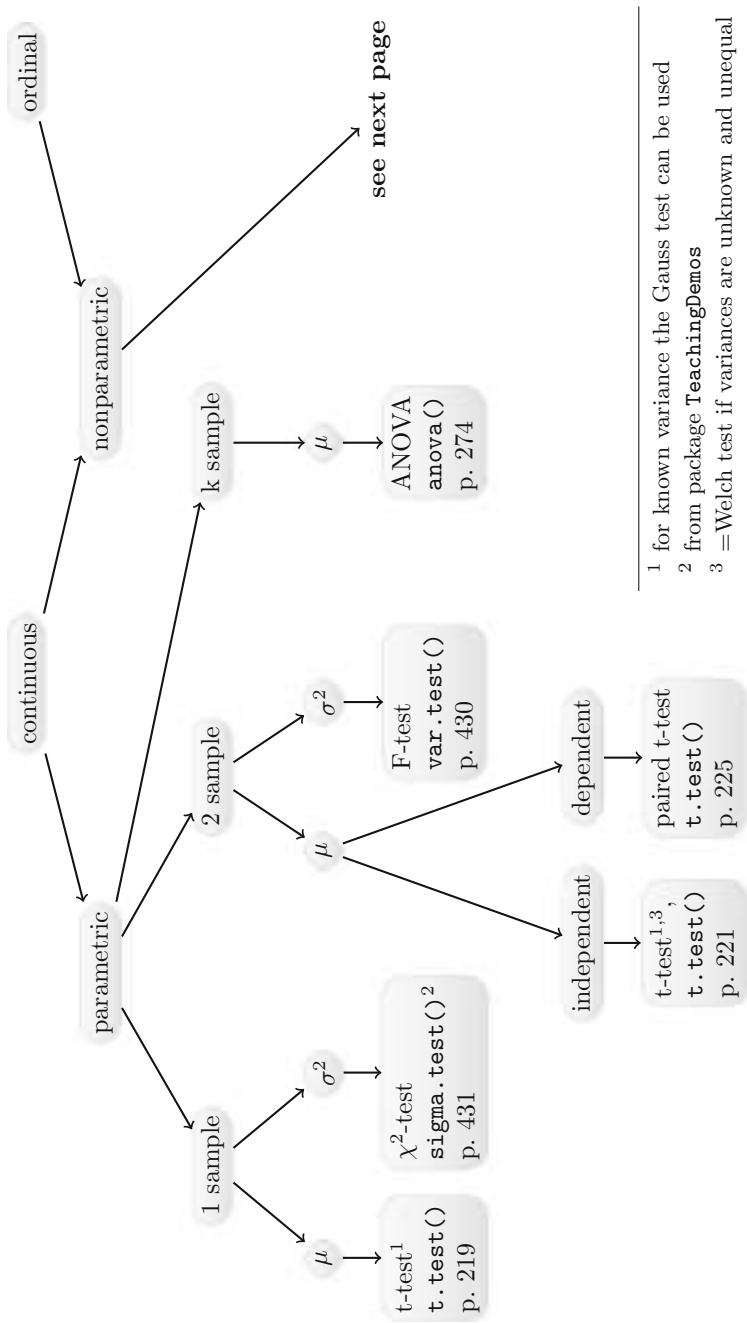 continuous
ordinal
parametric
nonparametric
1 sample
2 sample
k sample
μ
σ²
μ
σ²
μ
see next page
t-test¹
t.test()
p. 219
χ²-test
sigma.test()²
p. 431
F-test
var.test()
p. 430
ANOVA
anova()
p. 274
independent
dependent
t-test¹,³,
t.test()
p. 221
paired t-test
t.test()
p. 225
¹ for known variance the Gauss test can be used
² from package TeachingDemos
³ =Welch test if variances are unknown and unequal